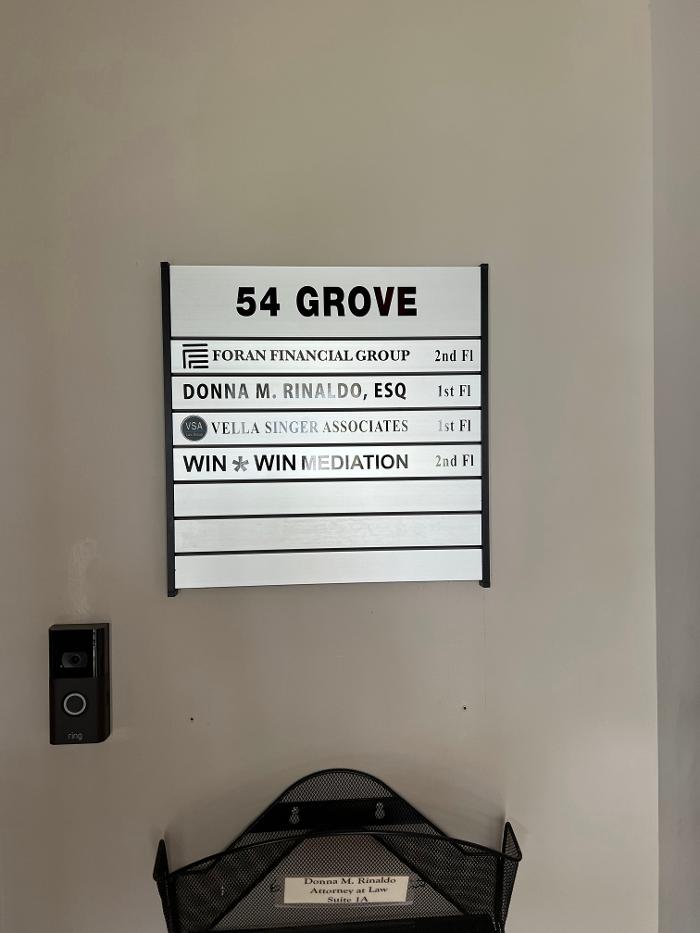 54 GROVE
FORAN FINANCIAL GROUP 2nd Fl
DONNA M. RINALDO, ESQ 1st Fl
VSA VELLA SINGER ASSOCIATES 1st Fl
WIN * WIN MEDIATION 2nd Fl
ring
Donna M. Rinaldo
Attorney at Law
Suite 1A